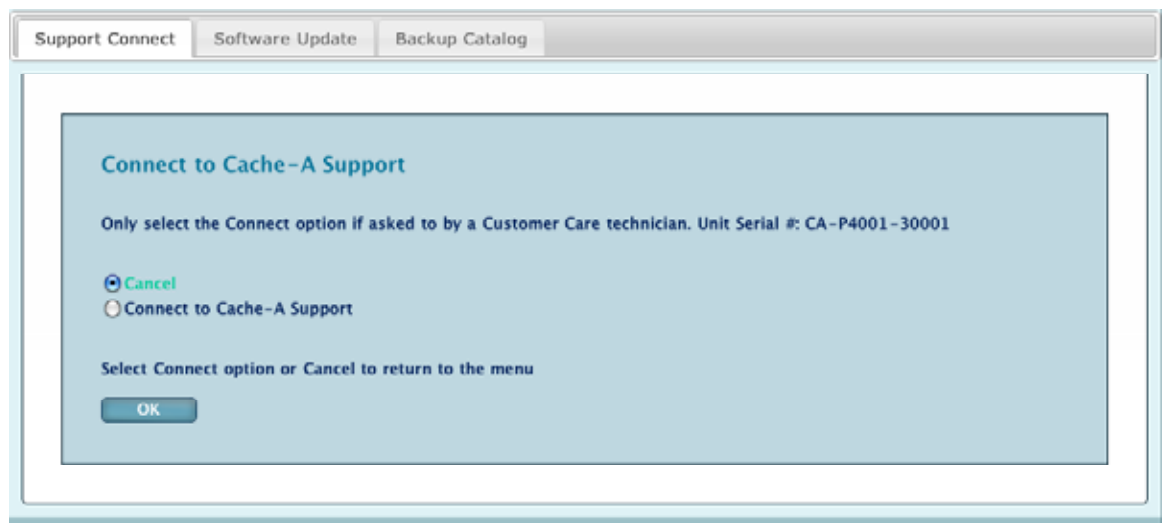 Support Connect Software Update Backup Catalog
Connect to Cache-A Support
Only select the Connect option if asked to by a Customer Care technician. Unit Serial #: CA-P4001-30001
Cancel
Connect to Cache-A Support
Select Connect option or Cancel to return to the menu
OK